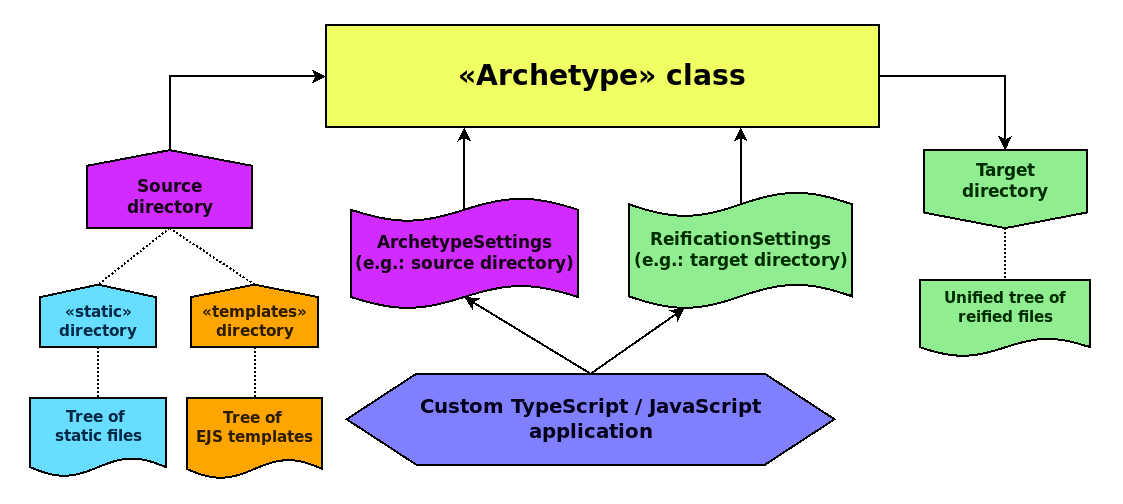 «Archetype» class
Source
directory
Target
directory
ArchetypeSettings
(e.g.: source directory)
ReificationSettings
(e.g.: target directory)
«static»
directory
«templates»
directory
Unified tree of
reified files
Tree of
static files
Tree of
EJS templates
Custom TypeScript / JavaScript
application